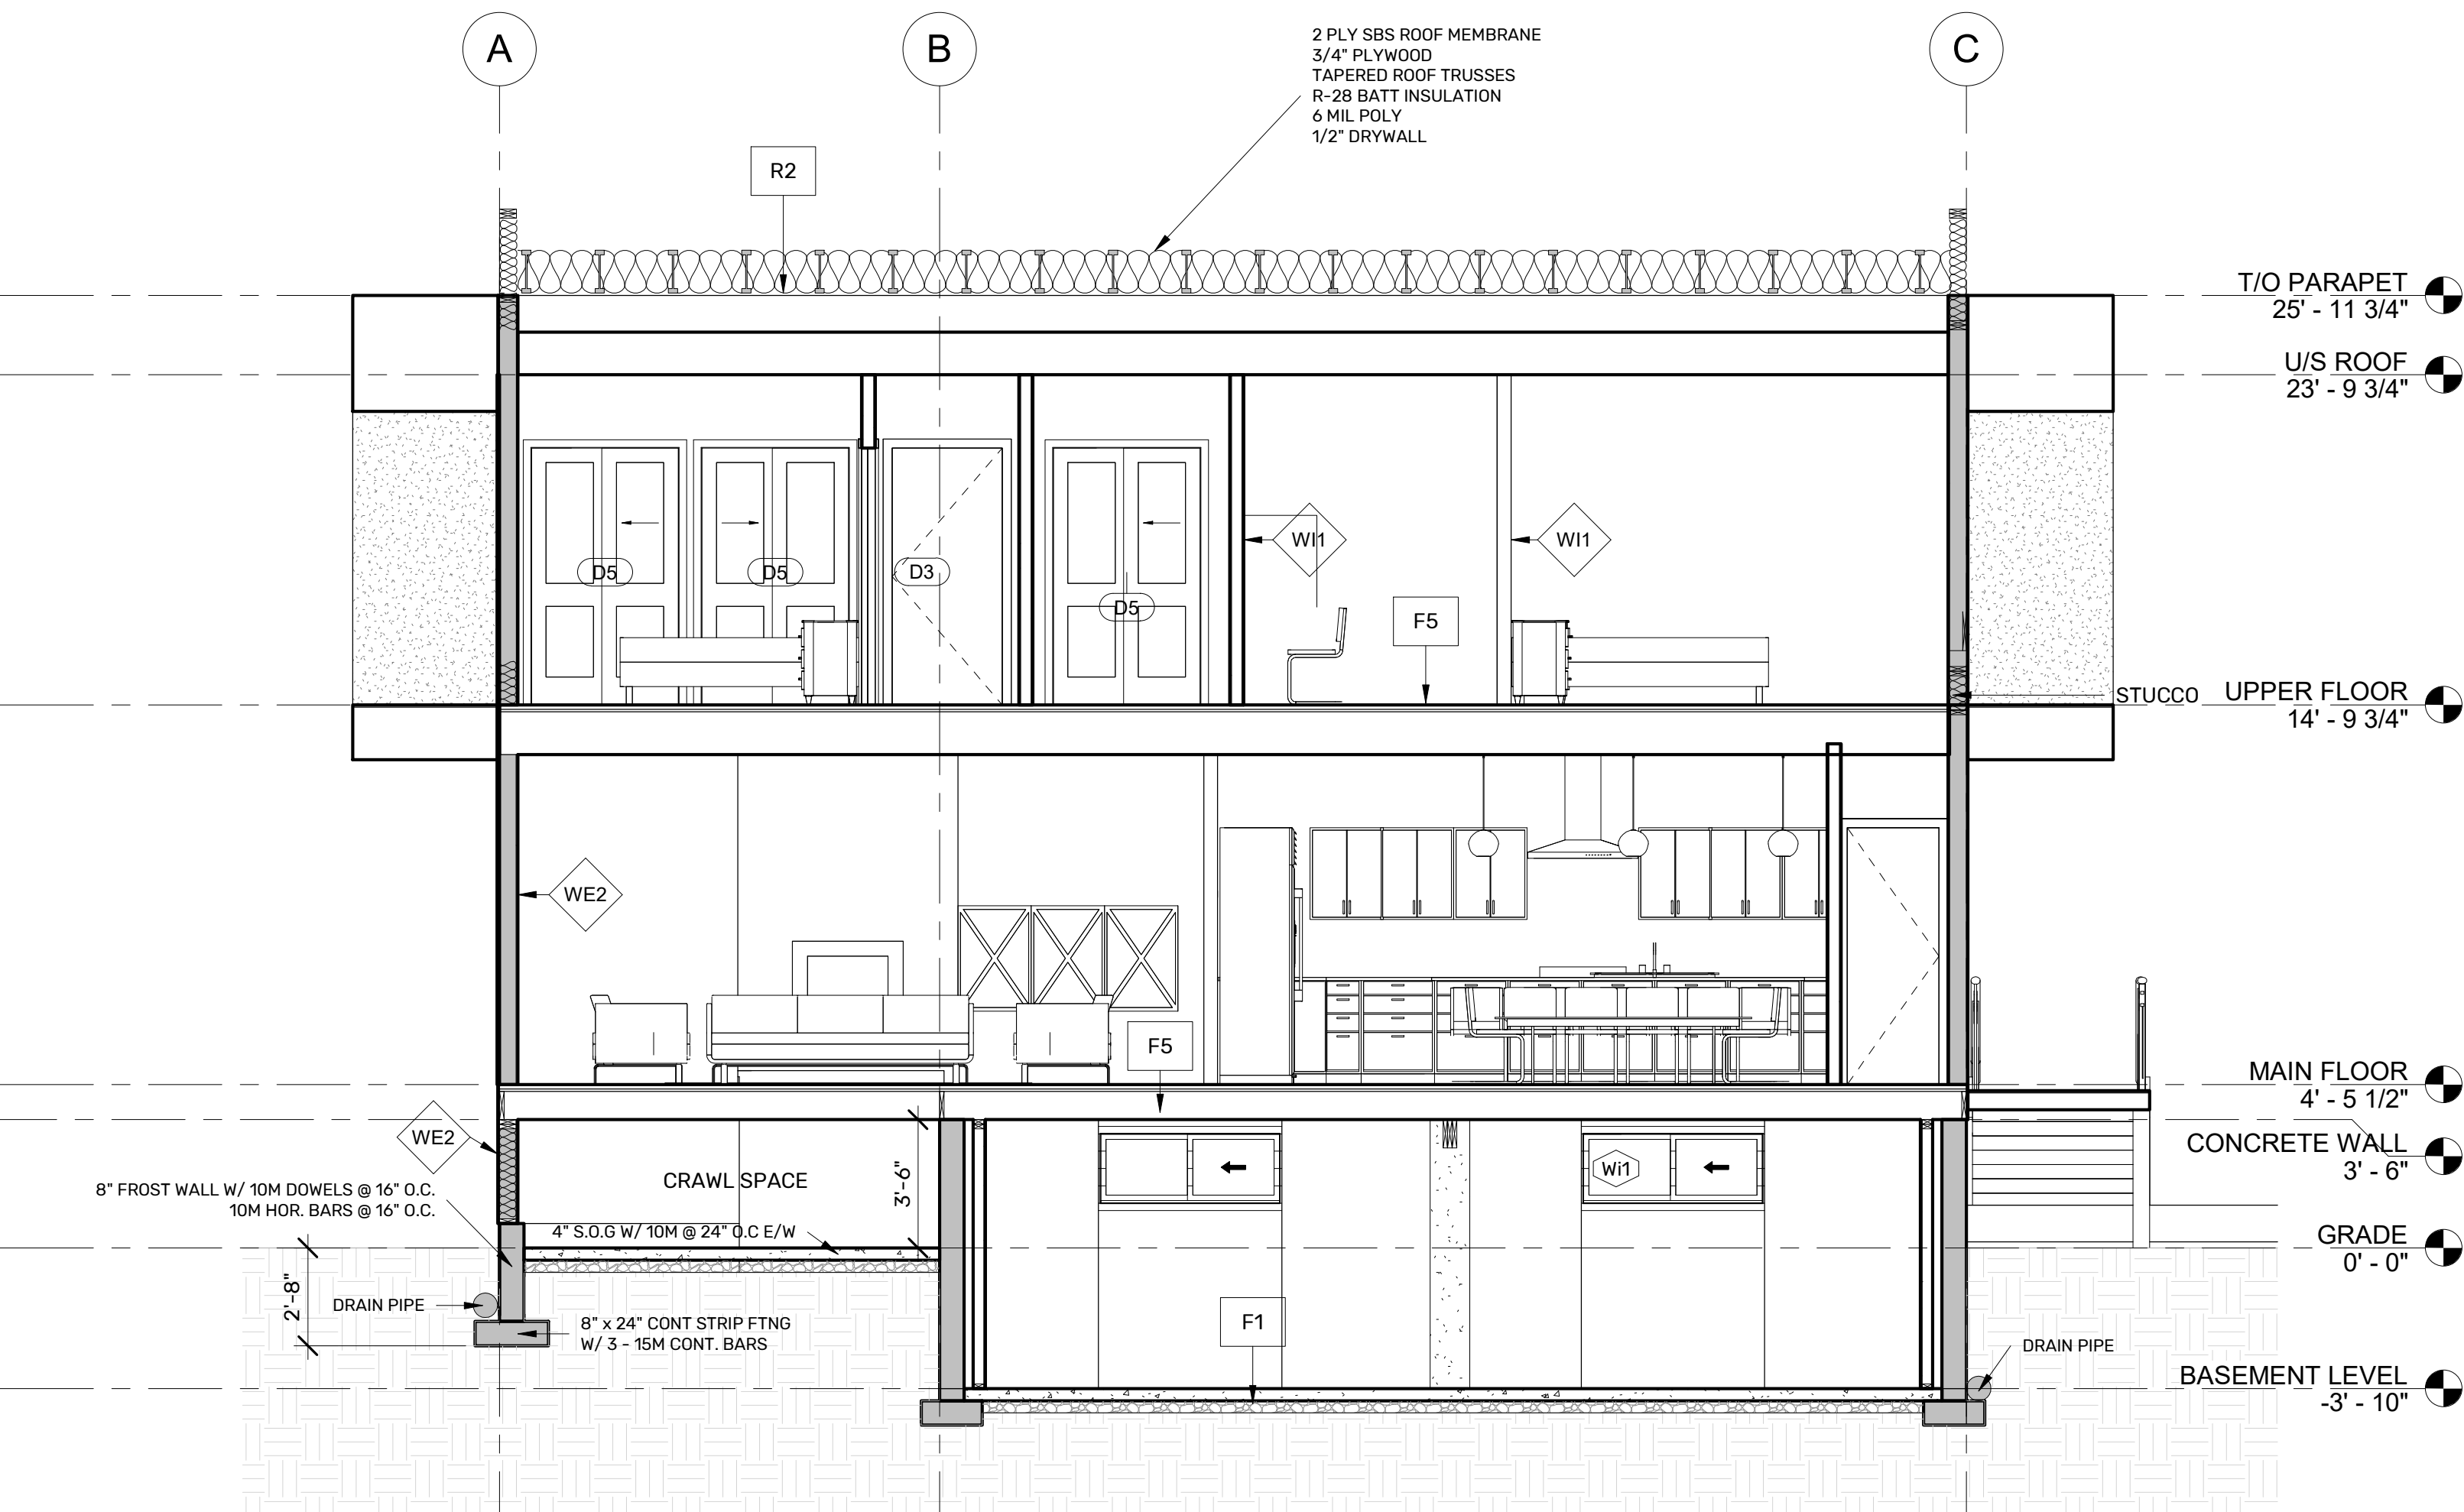 A
B
C
2 PLY SBS ROOF MEMBRANE
3/4" PLYWOOD
TAPERED ROOF TRUSSES
R-28 BATT INSULATION
6 MIL POLY
1/2" DRYWALL
R2
T/O PARAPET
25' - 11 3/4"
U/S ROOF
23' - 9 3/4"
WI1
WI1
D5
D5
D3
D5
F5
STUCCO
UPPER FLOOR
14' - 9 3/4"
WE2
F5
MAIN FLOOR
4' - 5 1/2"
WE2
CONCRETE WALL
3' - 6"
CRAWL SPACE
3'-6"
Wi1
8" FROST WALL W/ 10M DOWELS @ 16" O.C.
10M HOR. BARS @ 16" O.C.
4" S.O.G W/ 10M @ 24" O.C E/W
GRADE
0' - 0"
2'-8"
DRAIN PIPE
8" x 24" CONT STRIP FTNG
W/ 3 - 15M CONT. BARS
F1
DRAIN PIPE
BASEMENT LEVEL
-3' - 10"